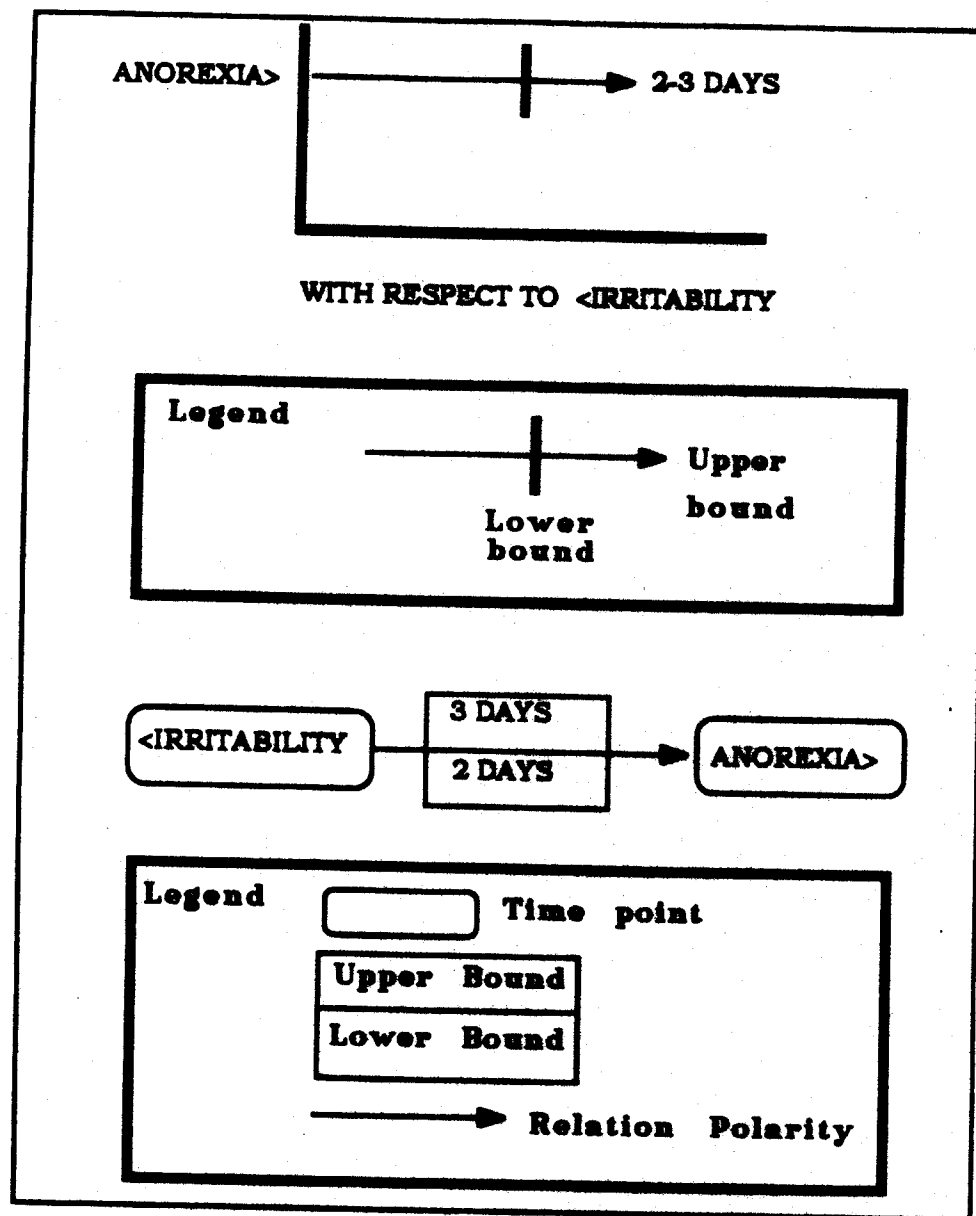 ANOREXIA> 2-3 DAYS
WITH RESPECT TO <IRRITABILITY
Legend
Upper
bound
Lower
bound
3 DAYS
<IRRITABILITY
2 DAYS
ANOREXIA>
Legend
Time point
Upper Bound
Lower Bound
Relation Polarity